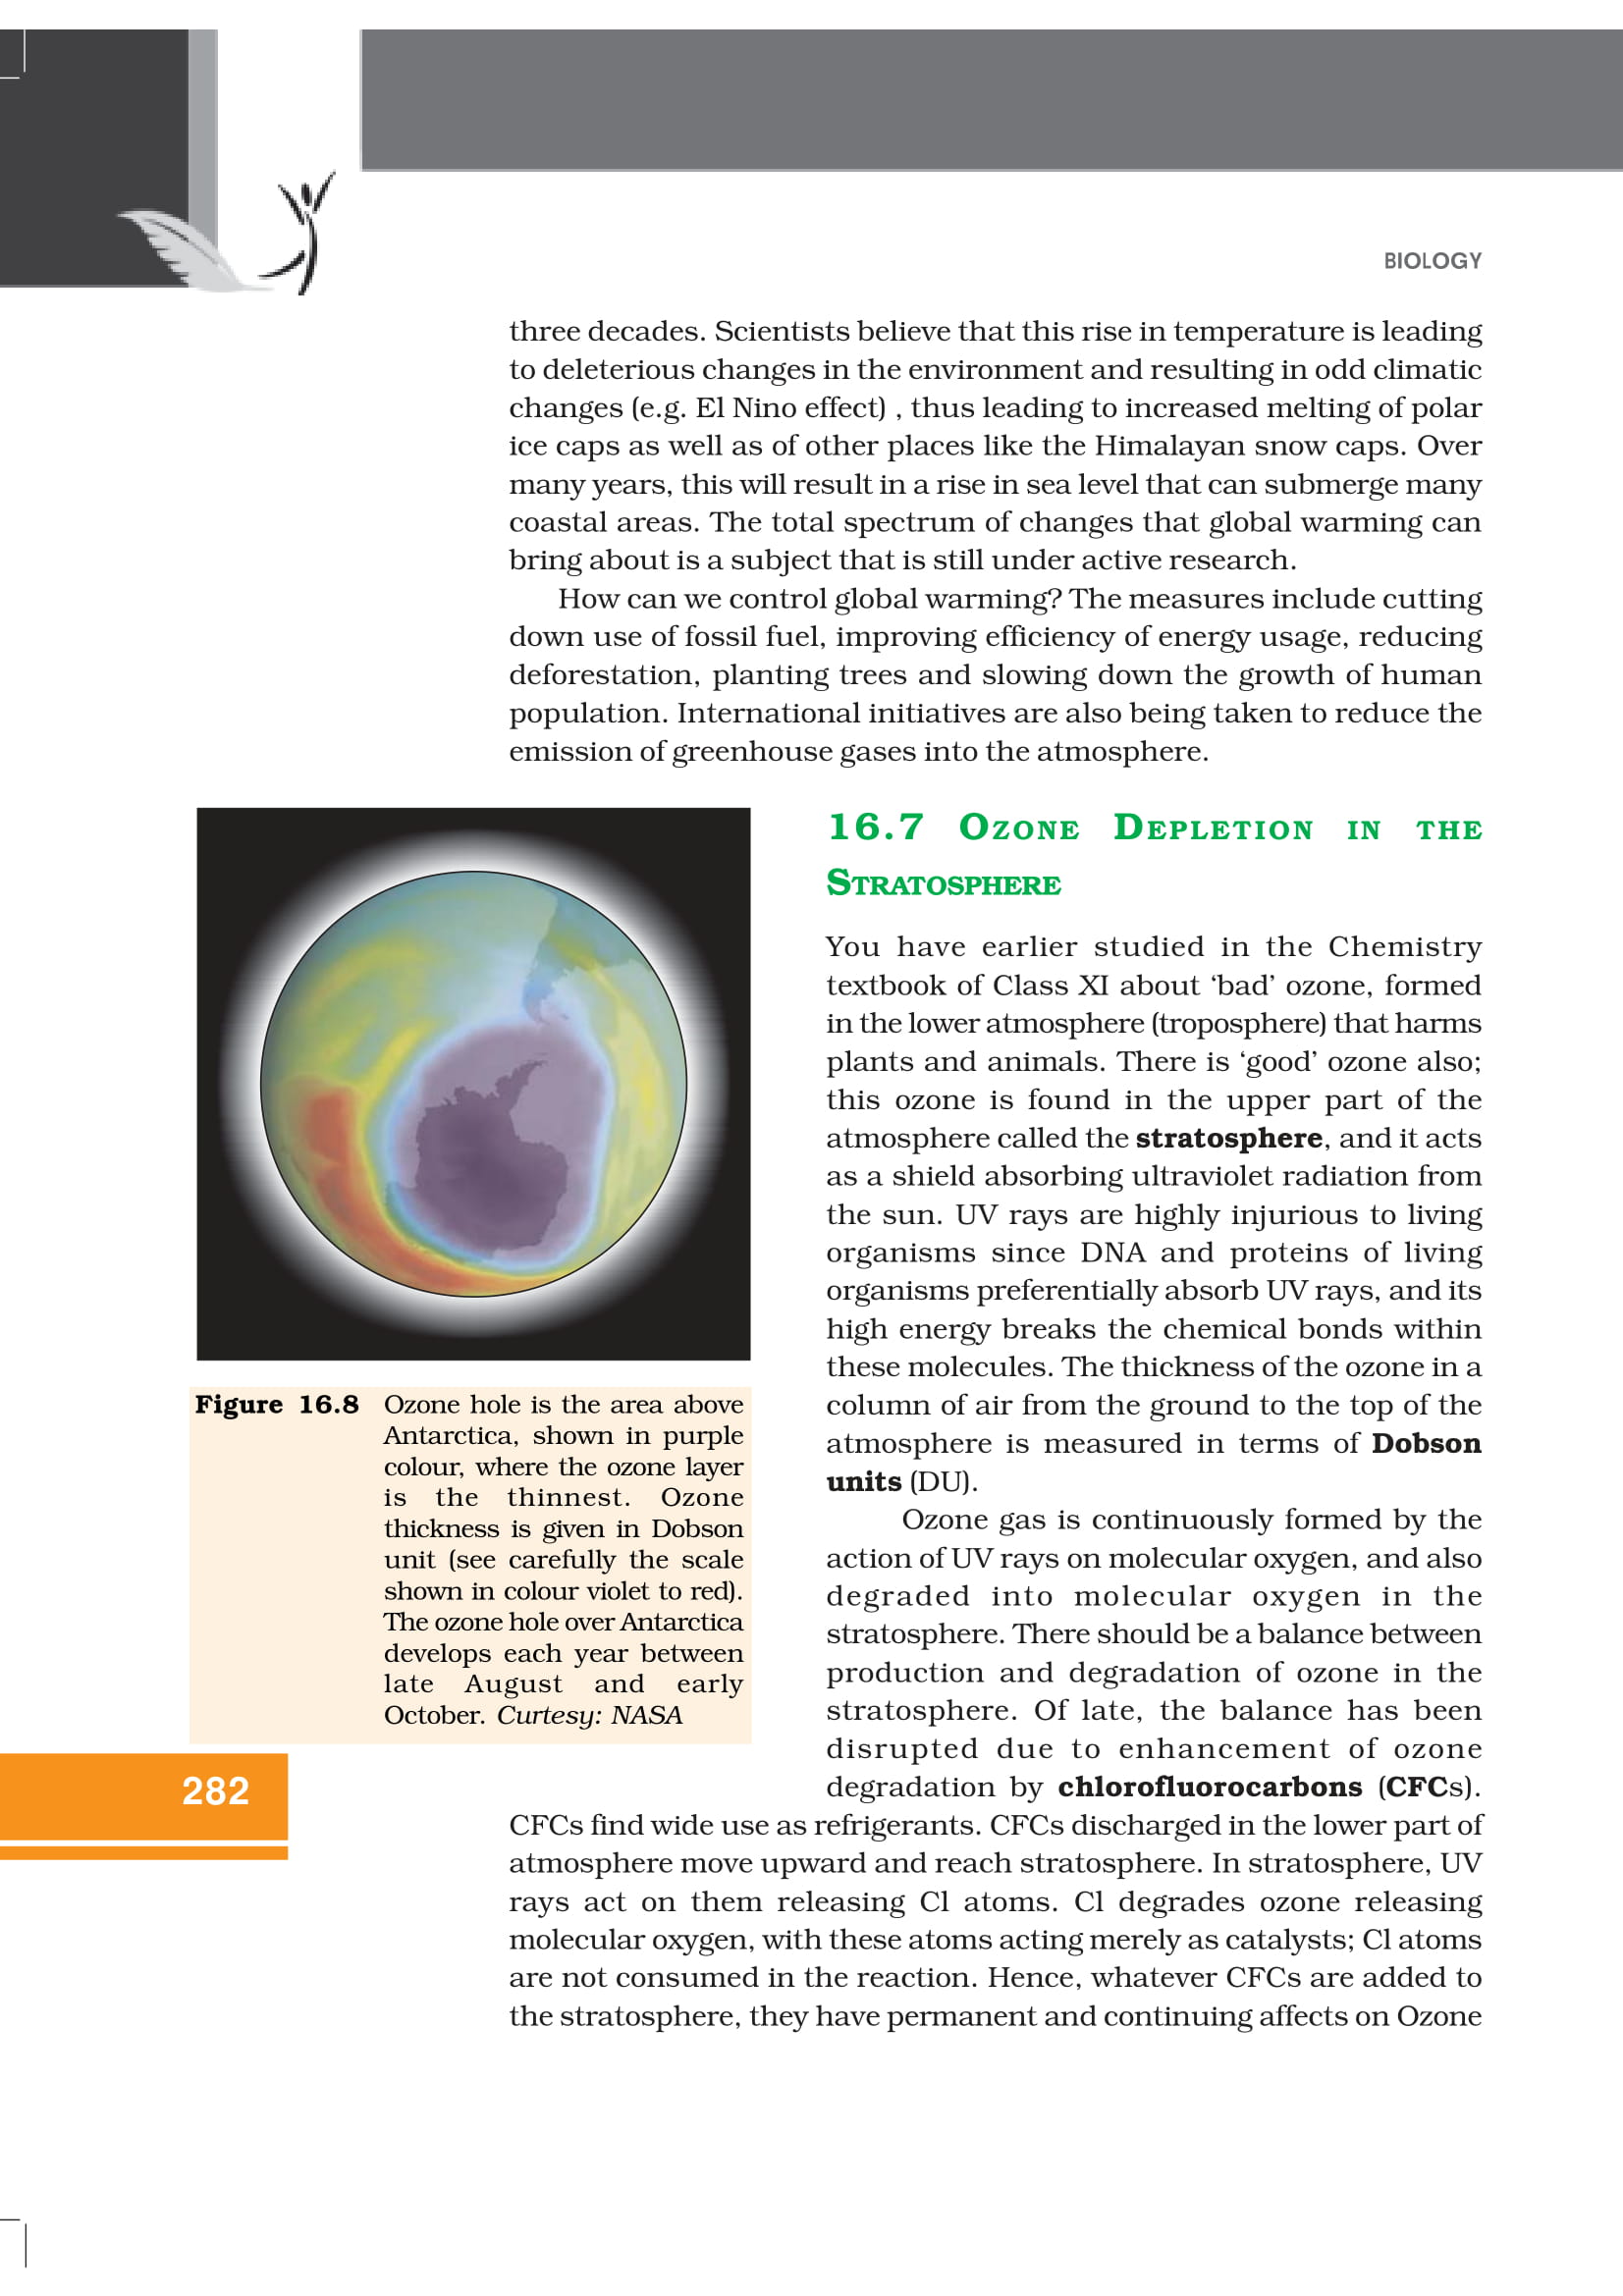 BIOLOGY
three decades. Scientists believe that this rise in temperature is leading
to deleterious changes in the environment and resulting in odd climatic
changes (e.g. El Nino effect) , thus leading to increased melting of polar
ice caps as well as of other places like the Himalayan snow caps. Over
many years, this will result in a rise in sea level that can submerge many
coastal areas. The total spectrum of changes that global warming can
bring about is a subject that is still under active research.
How can we control global warming? The measures include cutting
down use of fossil fuel, improving efficiency of energy usage, reducing
deforestation, planting trees and slowing down the growth of human
population. International initiatives are also being taken to reduce the
emission of greenhouse gases into the atmosphere.
16.7 OZONE DEPLETION IN THE
STRATOSPHERE
You have earlier studied in the Chemistry
textbook of Class XI about ‘bad’ ozone, formed
in the lower atmosphere (troposphere) that harms
plants and animals. There is ‘good’ ozone also;
this ozone is found in the upper part of the
atmosphere called the stratosphere, and it acts
as a shield absorbing ultraviolet radiation from
the sun. UV rays are highly injurious to living
organisms since DNA and proteins of living
organisms preferentially absorb UV rays, and its
high energy breaks the chemical bonds within
these molecules. The thickness of the ozone in a
column of air from the ground to the top of the
atmosphere is measured in terms of Dobson
units (DU).
Ozone gas is continuously formed by the
action of UV rays on molecular oxygen, and also
degraded into molecular oxygen in the
stratosphere. There should be a balance between
production and degradation of ozone in the
stratosphere. Of late, the balance has been
disrupted due to enhancement of ozone
degradation by chlorofluorocarbons (CFCs).
CFCs find wide use as refrigerants. CFCs discharged in the lower part of
atmosphere move upward and reach stratosphere. In stratosphere, UV
rays act on them releasing Cl atoms. Cl degrades ozone releasing
molecular oxygen, with these atoms acting merely as catalysts; Cl atoms
are not consumed in the reaction. Hence, whatever CFCs are added to
the stratosphere, they have permanent and continuing affects on Ozone
Figure 16.8 Ozone hole is the area above
Antarctica, shown in purple
colour, where the ozone layer
is the thinnest. Ozone
thickness is given in Dobson
unit (see carefully the scale
shown in colour violet to red).
The ozone hole over Antarctica
develops each year between
late August and early
October. Curtesy: NASA
282